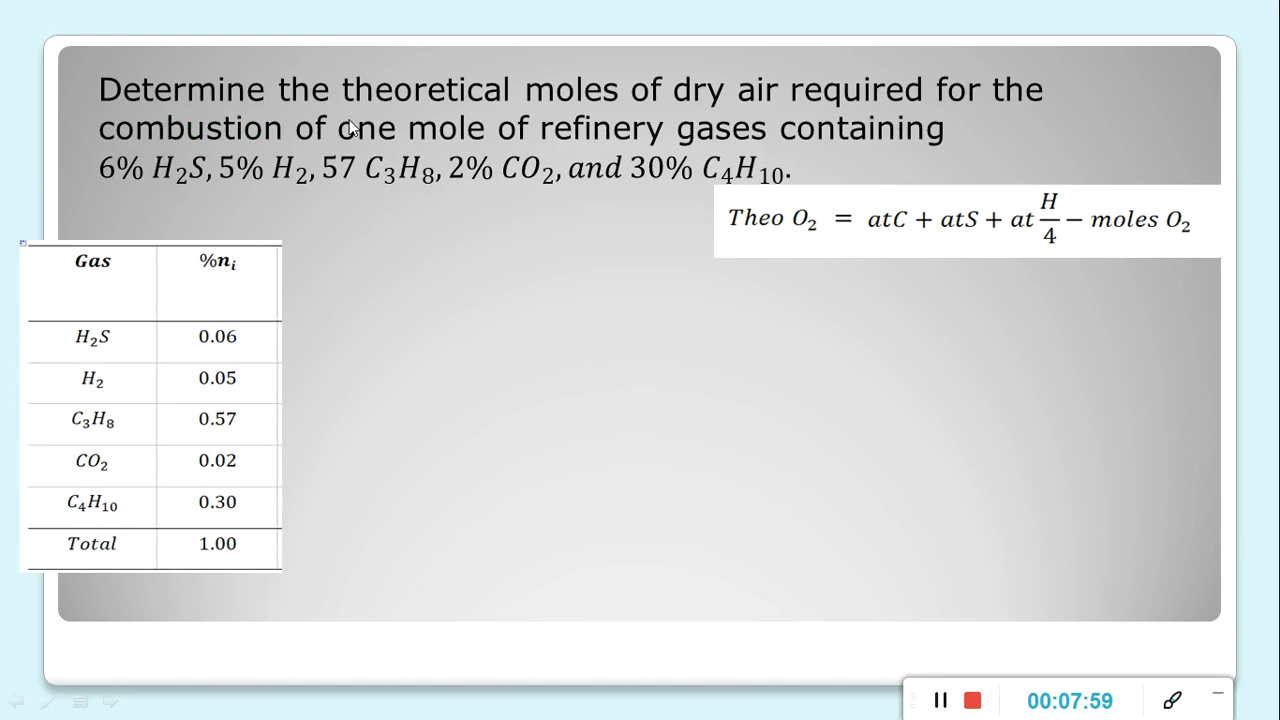 Determine the theoretical moles of dry air required for the
combustion of one mole of refinery gases containing
6% H₂S, 5% H₂, 57 C₃H₈, 2% CO₂, and 30% C₄H₁₀.
Theo O₂ = atC + atS + at H/4 − moles O₂
Gas %nᵢ
H₂S 0.06
H₂ 0.05
C₃H₈ 0.57
CO₂ 0.02
C₄H₁₀ 0.30
Total 1.00
00:07:59